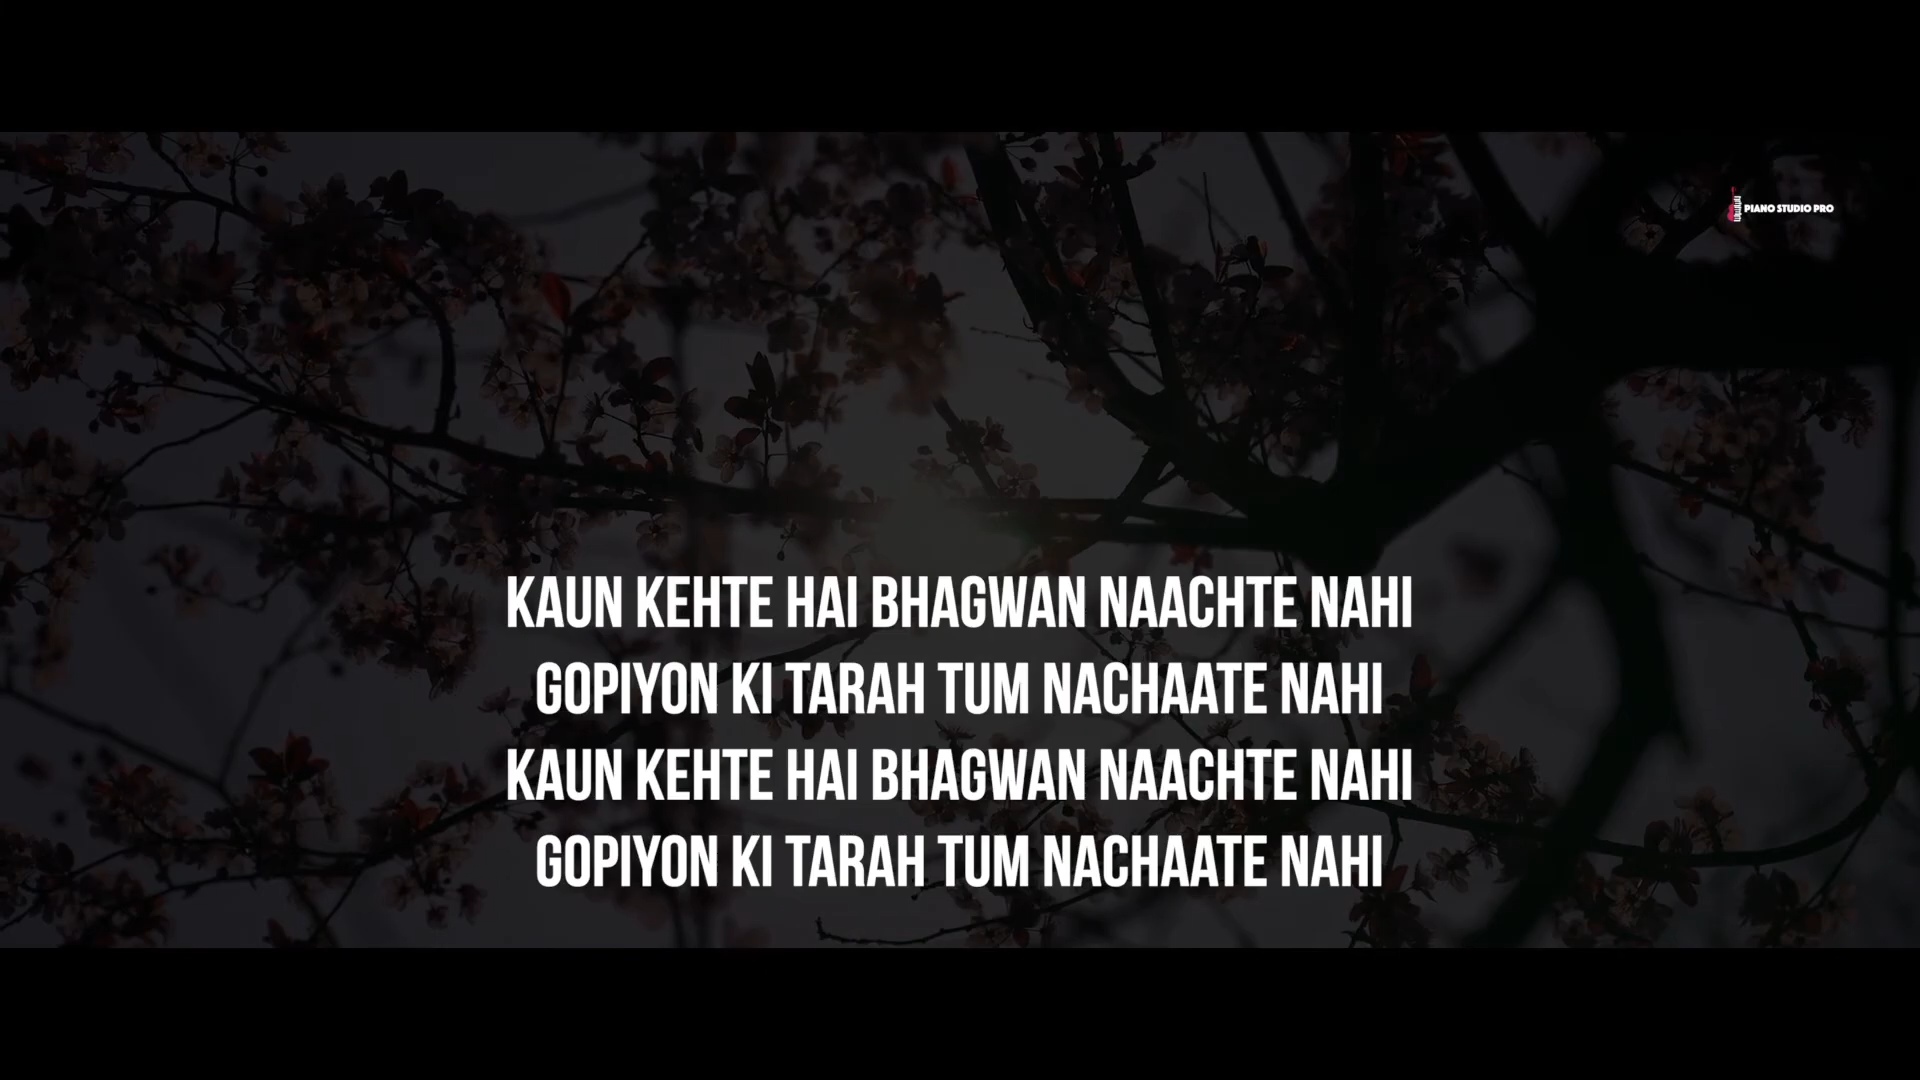 PIANO STUDIO PRO
KAUN KEHTE HAI BHAGWAN NAACHTE NAHI
GOPIYON KI TARAH TUM NACHAATE NAHI
KAUN KEHTE HAI BHAGWAN NAACHTE NAHI
GOPIYON KI TARAH TUM NACHAATE NAHI